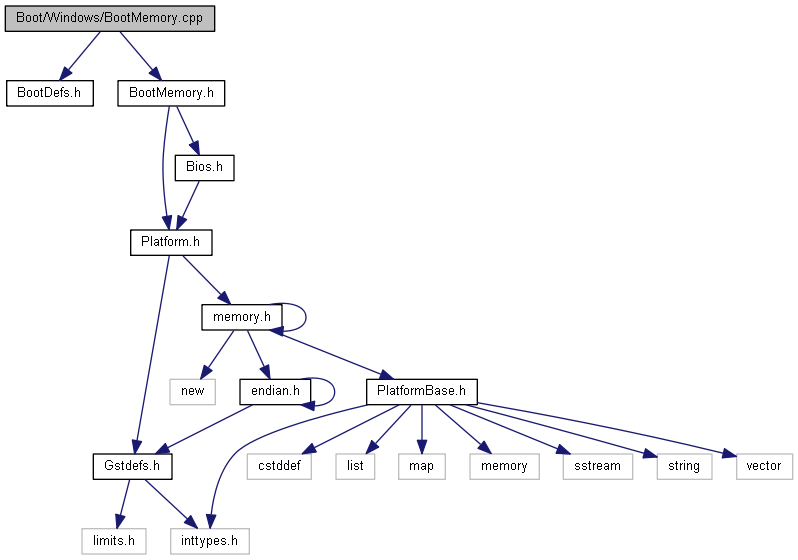 Boot/Windows/BootMemory.cpp
BootDefs.h
BootMemory.h
Bios.h
Platform.h
memory.h
new
endian.h
PlatformBase.h
Gstdefs.h
cstddef
list
map
memory
sstream
string
vector
limits.h
inttypes.h